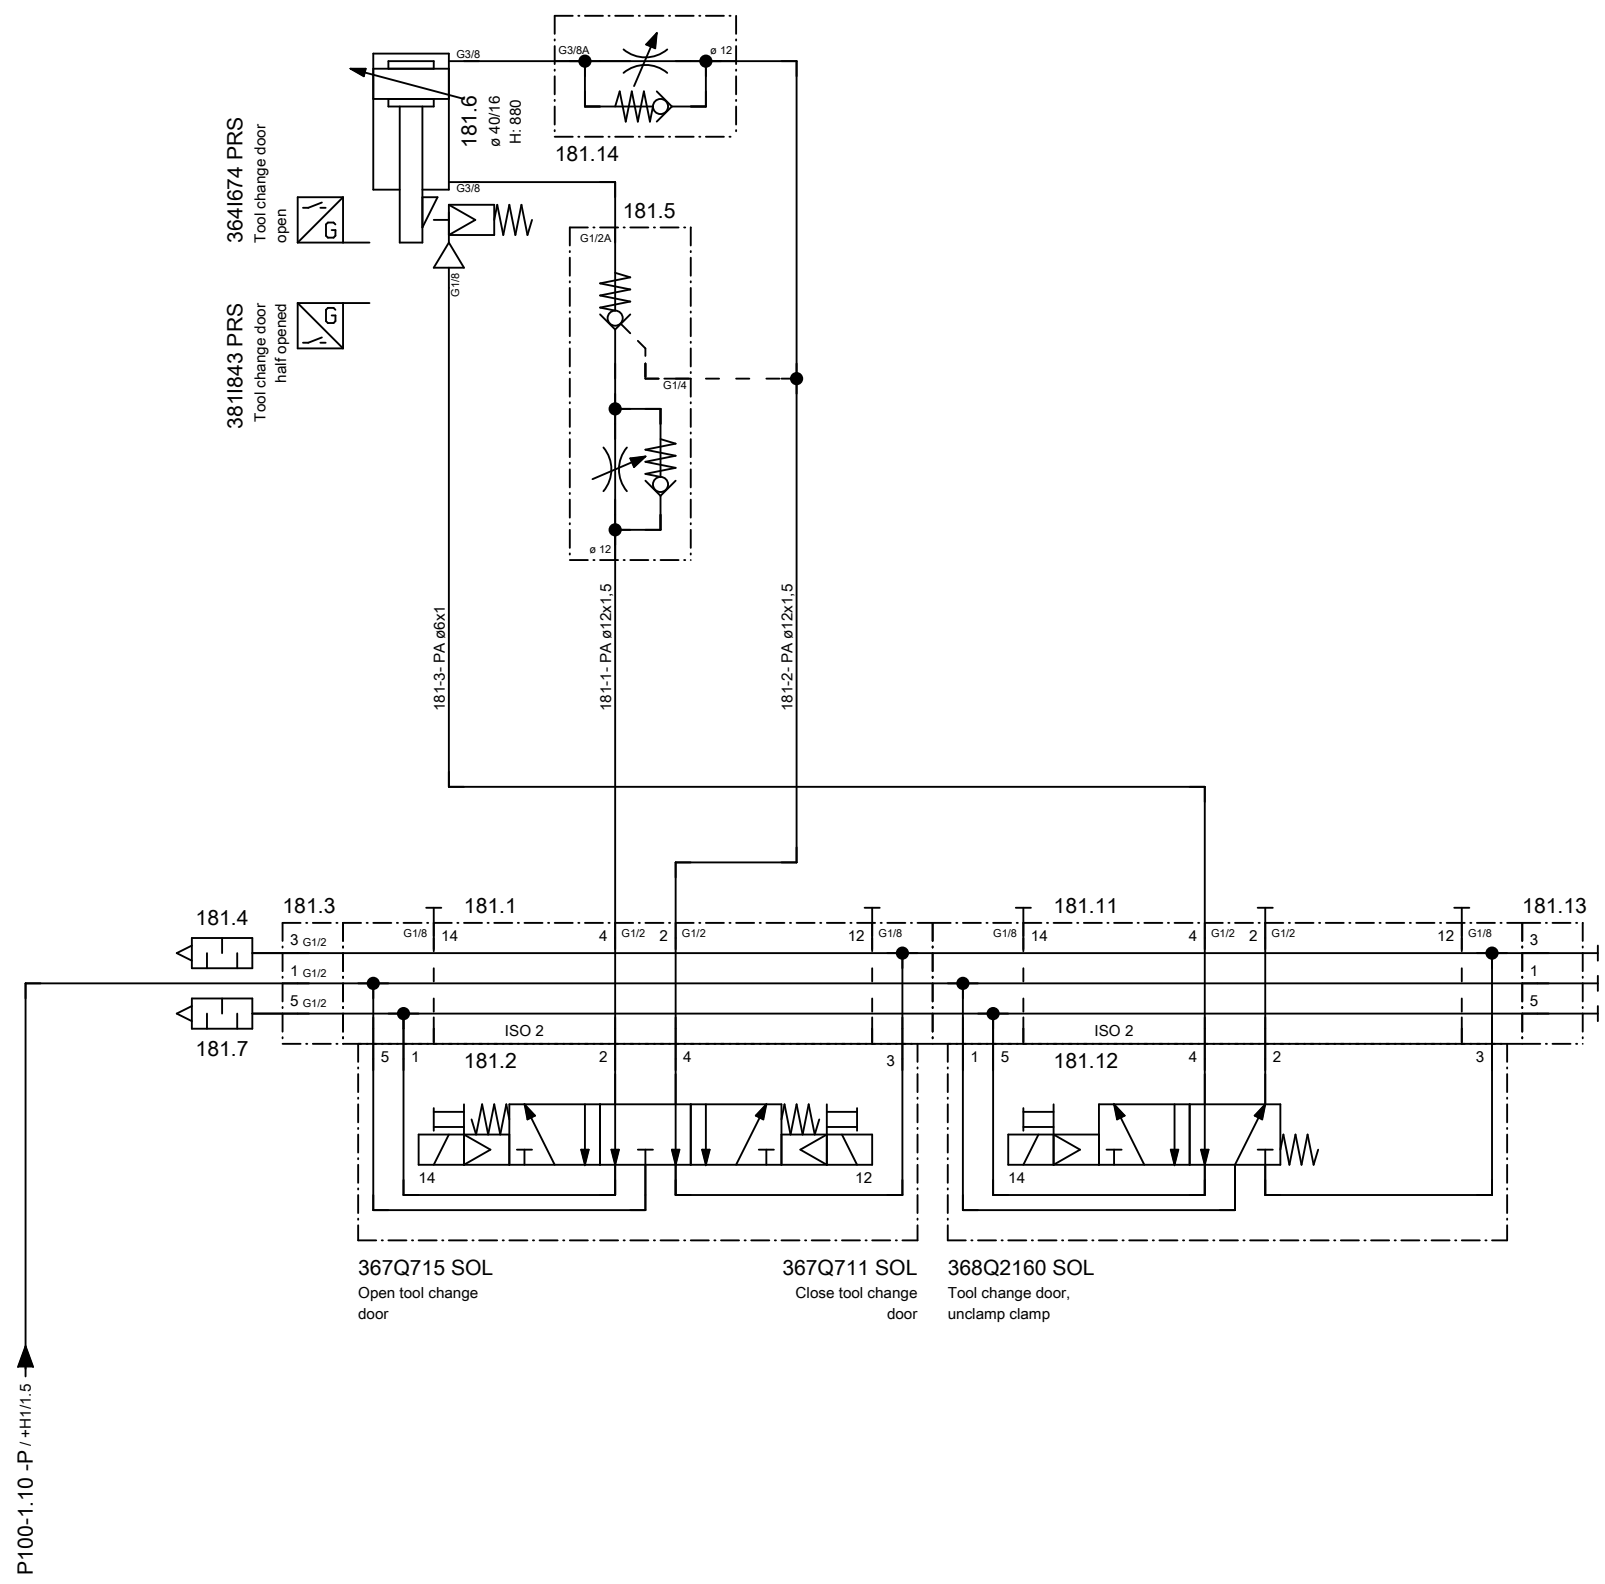 G3/8
G3/8A
ø 12
181.6
ø 40/16
H: 880
181.14
364I674 PRS
Tool change door
open
G
G3/8
181.5
G1/2A
G1/8
381I843 PRS
Tool change door
half opened
G
G1/4
ø 12
181-3- PA ø6x1
181-1- PA ø12x1,5
181-2- PA ø12x1,5
181.4
181.3
181.1
181.11
181.13
3 G1/2
G1/8
14
4
G1/2
2
G1/2
12
G1/8
G1/8
14
4
G1/2
2
G1/2
12
G1/8
3
1 G1/2
1
5 G1/2
5
181.7
ISO 2
ISO 2
5
1
181.2
2
4
3
1
5
181.12
4
2
3
14
12
14
367Q715 SOL
Open tool change
door
367Q711 SOL
Close tool change
door
368Q2160 SOL
Tool change door,
unclamp clamp
P100-1.10 -P / +H1/1.5